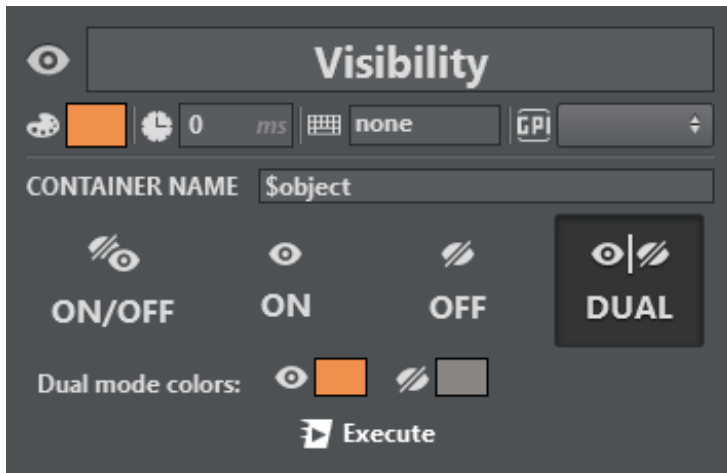 Visibility
0 ms none GPI
CONTAINER NAME $object
ON/OFF ON OFF DUAL
Dual mode colors:
Execute